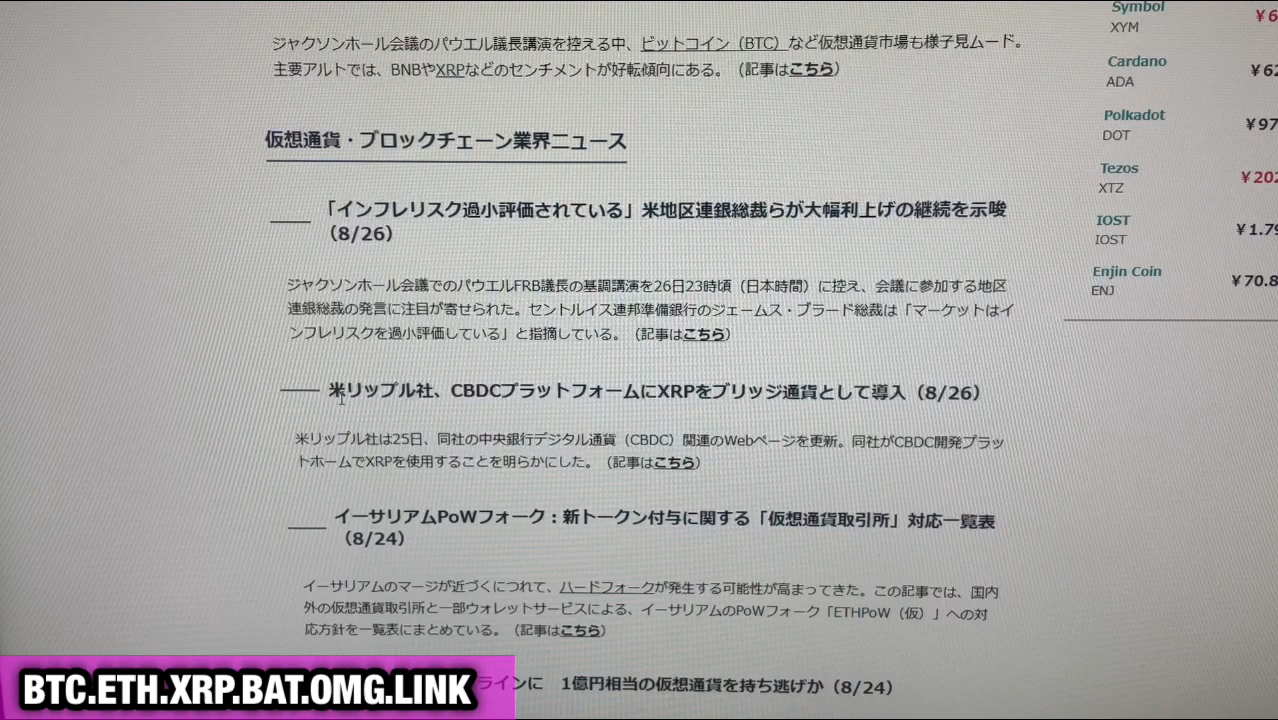 ジャクソンホール会議のパウエル議長講演を控える中、ビットコイン（BTC）など仮想通貨市場も様子見ムード。
主要アルトでは、BNBやXRPなどのセンチメントが好転傾向にある。（記事はこちら）
仮想通貨・ブロックチェーン業界ニュース
「インフレリスク過小評価されている」米地区連銀総裁らが大幅利上げの継続を示唆
（8/26）
ジャクソンホール会議でのパウエルFRB議長の基調講演を26日23時頃（日本時間）に控え、会議に参加する地区
連銀総裁の発言に注目が寄せられた。セントルイス連邦準備銀行のジェームス・ブラード総裁は「マーケットはイ
ンフレリスクを過小評価している」と指摘している。（記事はこちら）
米リップル社、CBDCプラットフォームにXRPをブリッジ通貨として導入（8/26）
米リップル社は25日、同社の中央銀行デジタル通貨（CBDC）関連のWebページを更新。同社がCBDC開発プラッ
トホームでXRPを使用することを明らかにした。（記事はこちら）
イーサリアムPoWフォーク：新トークン付与に関する「仮想通貨取引所」対応一覧表
（8/24）
イーサリアムのマージが近づくにつれて、ハードフォークが発生する可能性が高まってきた。この記事では、国内
外の仮想通貨取引所と一部ウォレットサービスによる、イーサリアムのPoWフォーク「ETHPoW（仮）」への対
応方針を一覧表にまとめている。（記事はこちら）
ラインに　1億円相当の仮想通貨を持ち逃げか（8/24）
Symbol
XYM
¥6
Cardano
ADA
¥62
Polkadot
DOT
¥97
Tezos
XTZ
¥202
IOST
IOST
¥1.79
Enjin Coin
ENJ
¥70.8
BTC.ETH.XRP.BAT.OMG.LINK